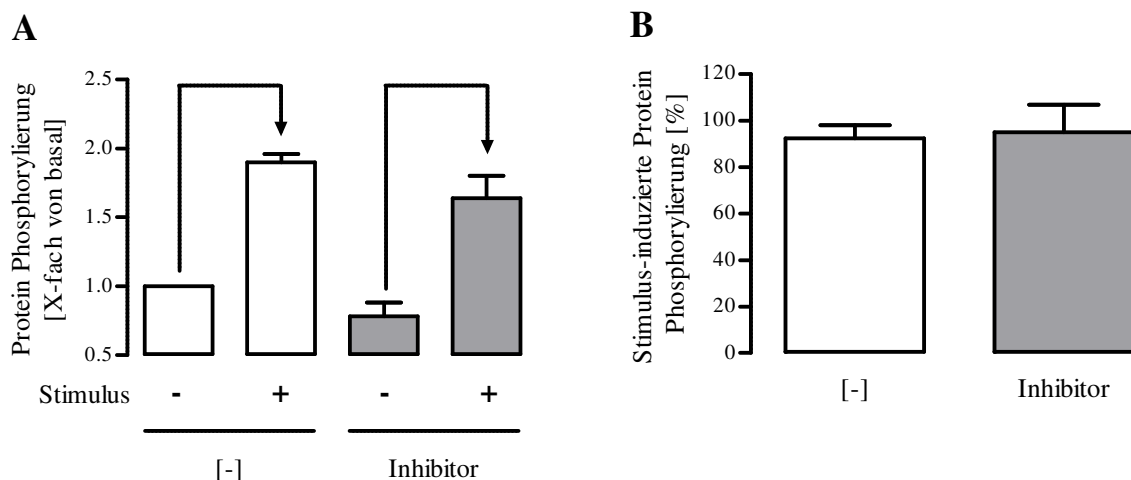 A
Protein Phosphorylierung
[X-fach von basal]
2.5
2.0
1.5
1.0
0.5
Stimulus - + - +
[-] Inhibitor
B
Stimulus-induzierte Protein
Phosphorylierung [%]
120
100
80
60
40
20
0
[-] Inhibitor